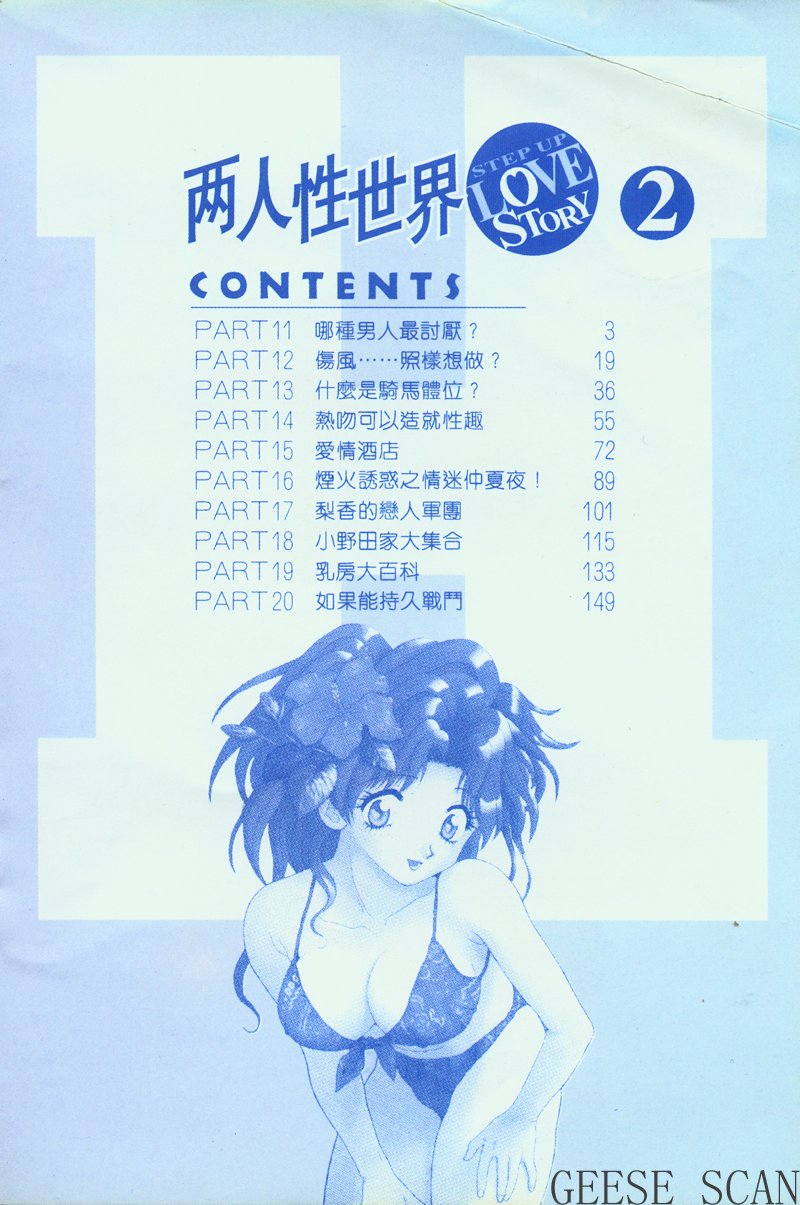 两人性世界
STEP UP
LOVE
STORY
2
CONTENTS
PART11 哪種男人最討厭？ 3
PART12 傷風……照樣想做？ 19
PART13 什麼是騎馬體位？ 36
PART14 熱吻可以造就性趣 55
PART15 愛情酒店 72
PART16 煙火誘惑之情迷仲夏夜！ 89
PART17 梨香的戀人軍團 101
PART18 小野田家大集合 115
PART19 乳房大百科 133
PART20 如果能持久戰鬥 149
GEESE SCAN